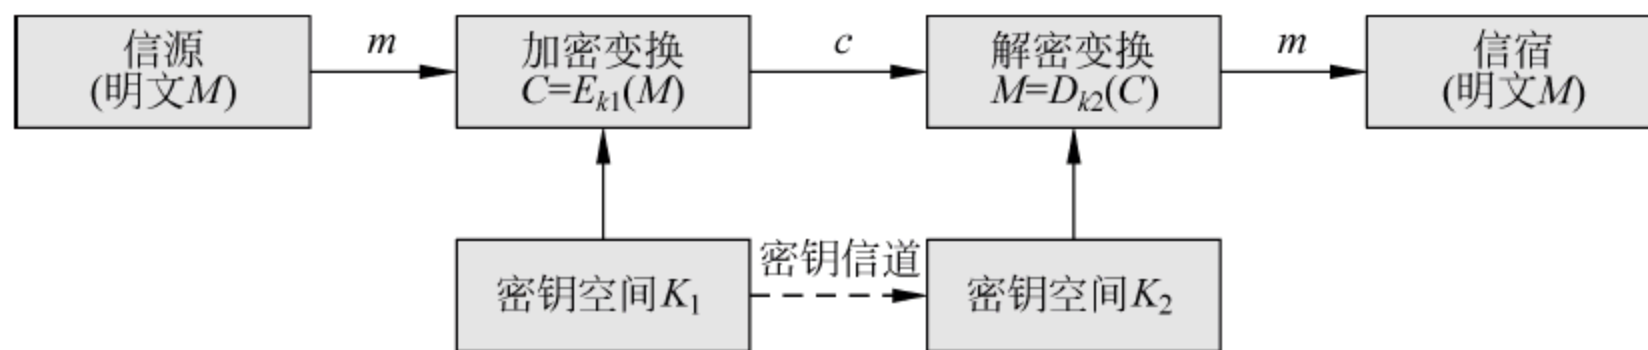 信源
(明文M)
m
加密变换
C=Ek1(M)
c
解密变换
M=Dk2(C)
m
信宿
(明文M)
密钥空间K1
密钥信道
密钥空间K2